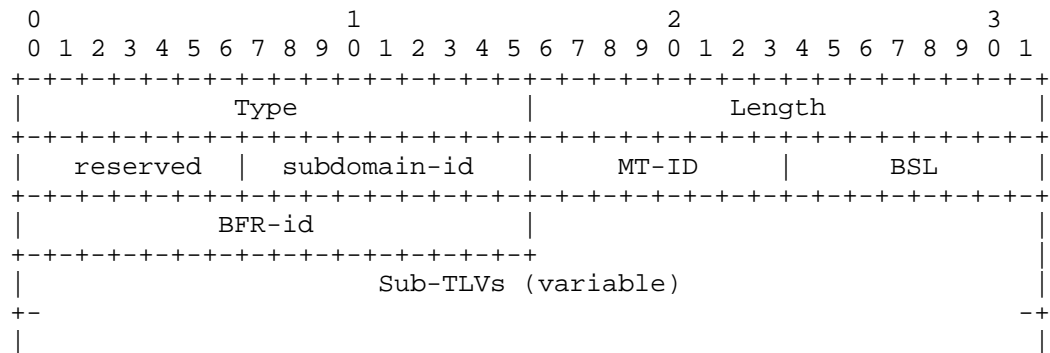 0                   1                   2                   3
 0 1 2 3 4 5 6 7 8 9 0 1 2 3 4 5 6 7 8 9 0 1 2 3 4 5 6 7 8 9 0 1
+-+-+-+-+-+-+-+-+-+-+-+-+-+-+-+-+-+-+-+-+-+-+-+-+-+-+-+-+-+-+-+-+
|             Type              |             Length            |
+-+-+-+-+-+-+-+-+-+-+-+-+-+-+-+-+-+-+-+-+-+-+-+-+-+-+-+-+-+-+-+-+
|   reserved  |  subdomain-id   |     MT-ID     |      BSL      |
+-+-+-+-+-+-+-+-+-+-+-+-+-+-+-+-+-+-+-+-+-+-+-+-+-+-+-+-+-+-+-+-+
|            BFR-id             |                               |
+-+-+-+-+-+-+-+-+-+-+-+-+-+-+-+-+                               |
|                      Sub-TLVs (variable)                      |
+-                                                             -+
|                                                               |